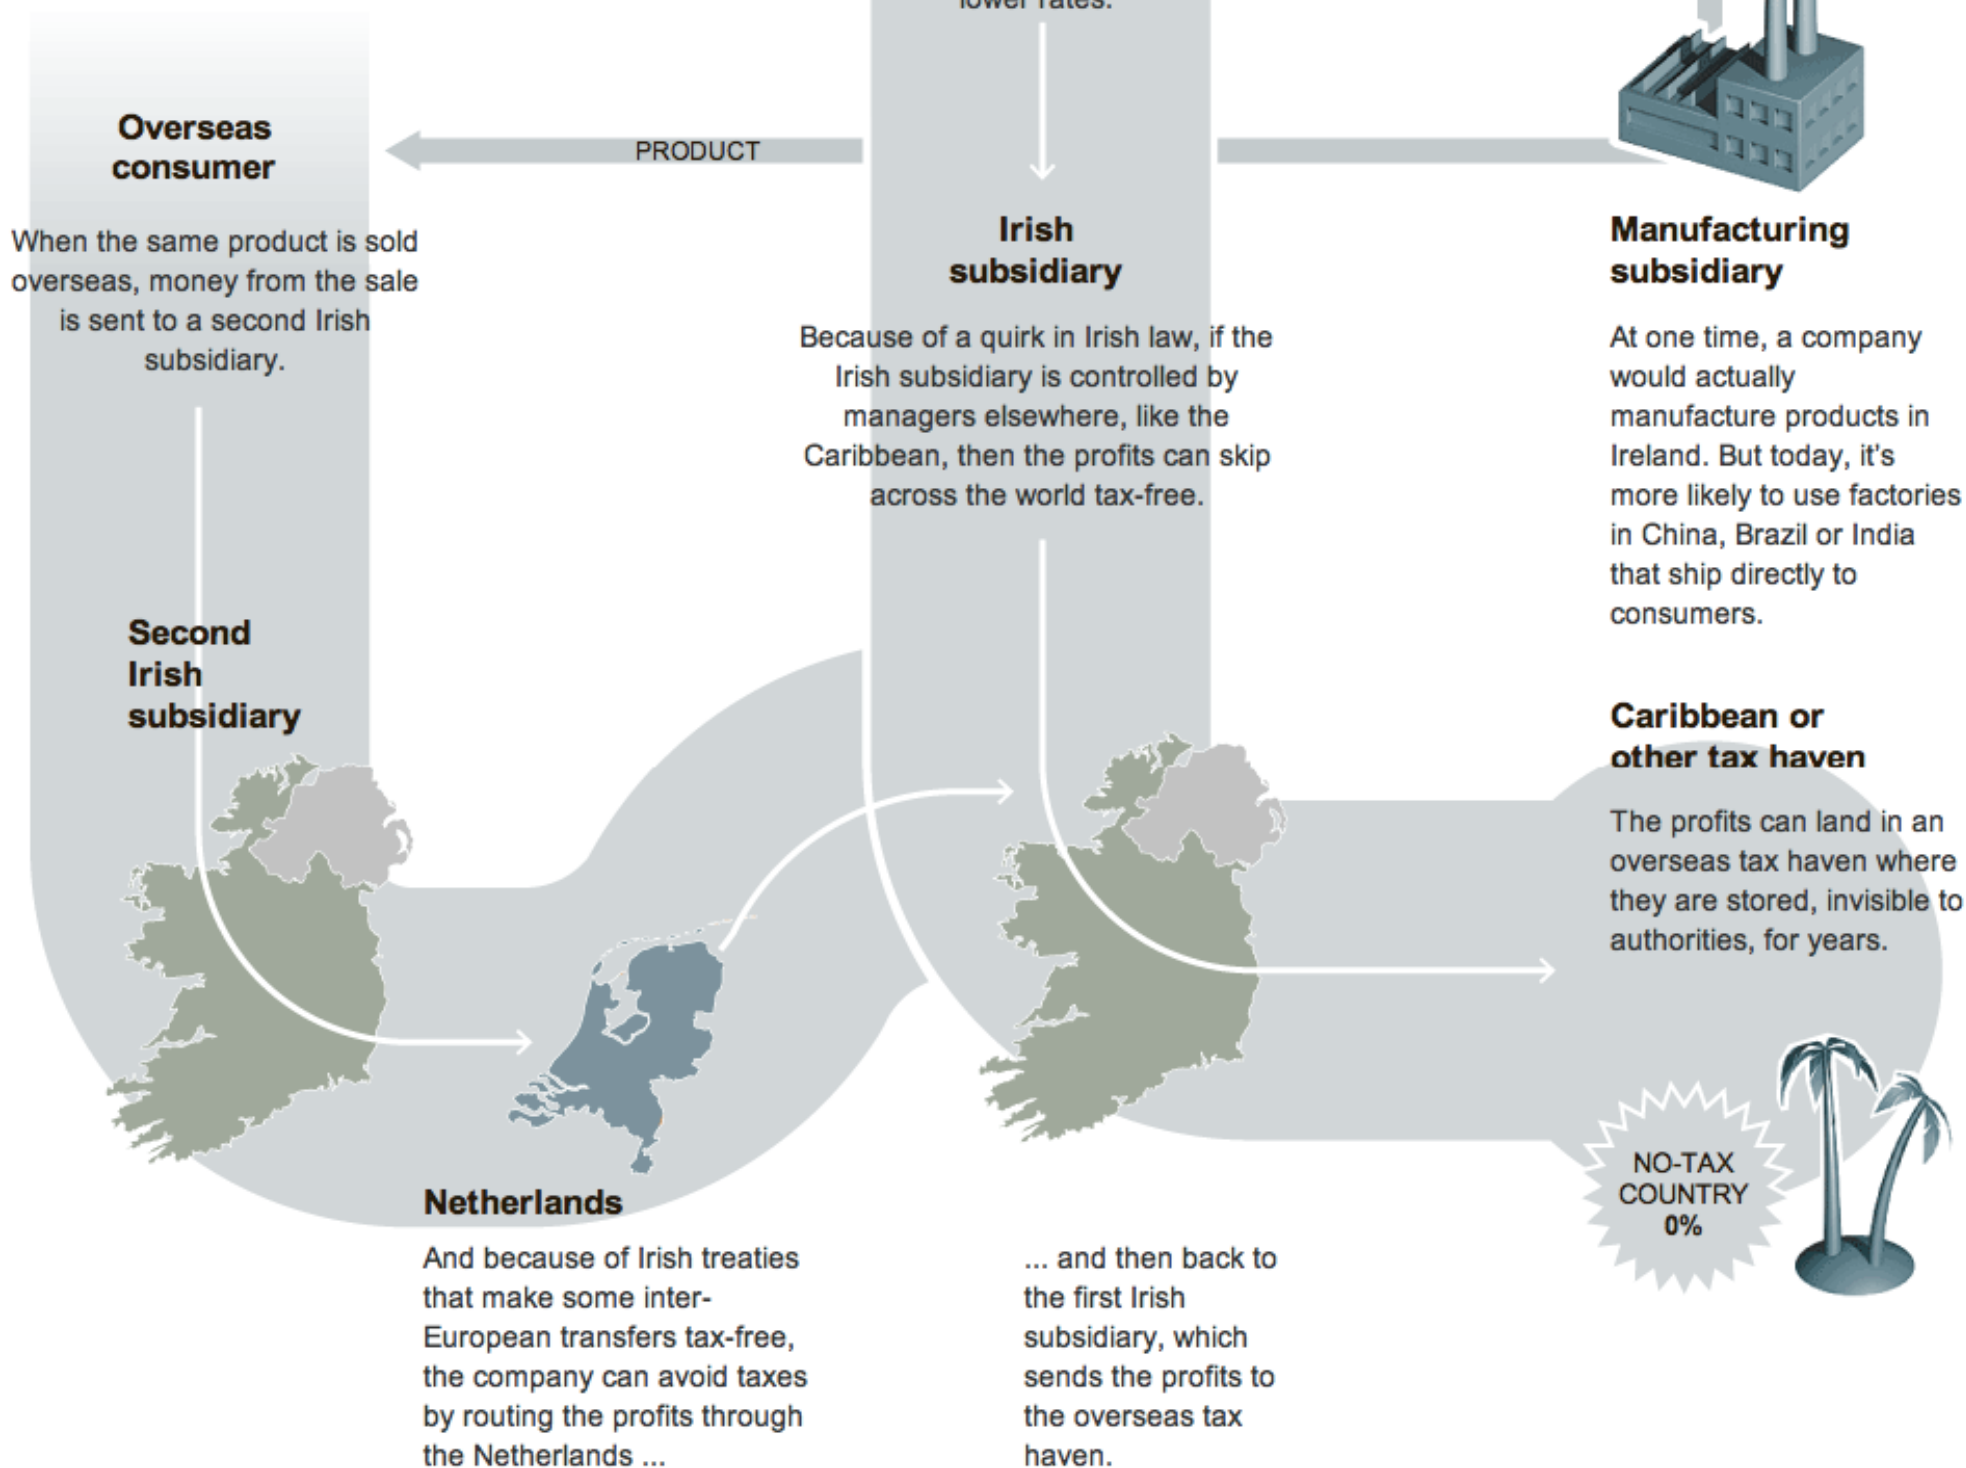 lower rates.
Overseas
consumer
When the same product is sold
overseas, money from the sale
is sent to a second Irish
subsidiary.
PRODUCT
Irish
subsidiary
Because of a quirk in Irish law, if the
Irish subsidiary is controlled by
managers elsewhere, like the
Caribbean, then the profits can skip
across the world tax-free.
Manufacturing
subsidiary
At one time, a company
would actually
manufacture products in
Ireland. But today, it's
more likely to use factories
in China, Brazil or India
that ship directly to
consumers.
Second
Irish
subsidiary
Caribbean or
other tax haven
The profits can land in an
overseas tax haven where
they are stored, invisible to
authorities, for years.
NO-TAX
COUNTRY
0%
Netherlands
And because of Irish treaties
that make some inter-
European transfers tax-free,
the company can avoid taxes
by routing the profits through
the Netherlands ...
... and then back to
the first Irish
subsidiary, which
sends the profits to
the overseas tax
haven.